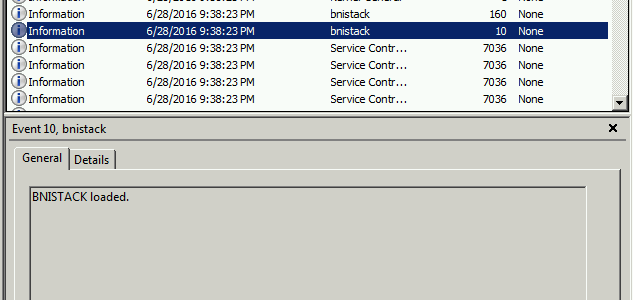 Information 6/28/2016 9:38:23 PM bnistack 160 None
Information 6/28/2016 9:38:23 PM bnistack 10 None
Information 6/28/2016 9:38:23 PM Service Contr... 7036 None
Information 6/28/2016 9:38:23 PM Service Contr... 7036 None
Information 6/28/2016 9:38:23 PM Service Contr... 7036 None
Information 6/28/2016 9:38:23 PM Service Contr... 7036 None
Event 10, bnistack
General Details
BNISTACK loaded.